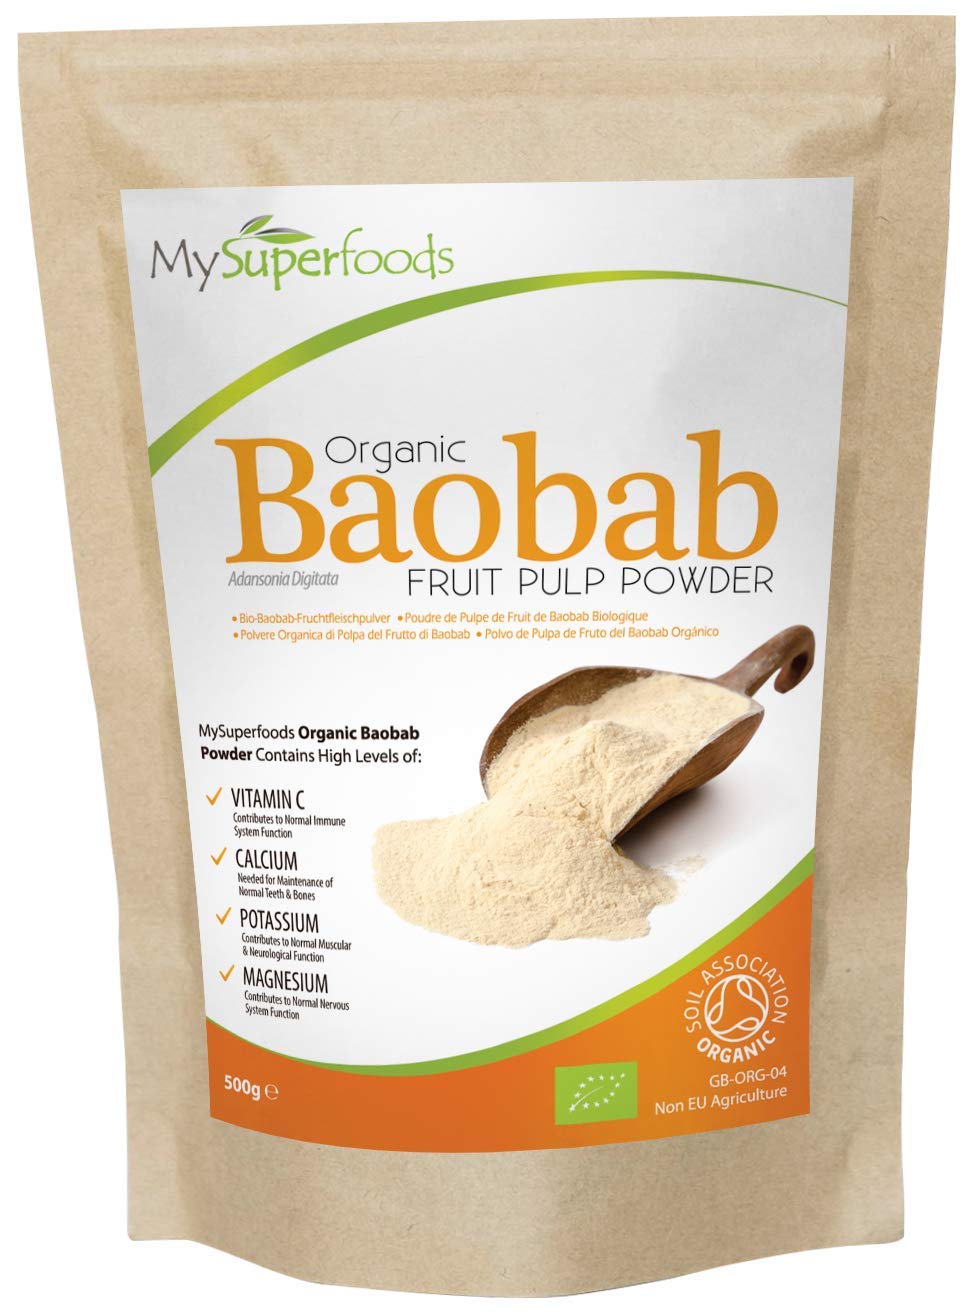 MySuperfoods
Organic
Baobab
Adansonia Digitata
FRUIT PULP POWDER
• Bio-Baobab-Fruchtfleischpulver • Poudre de Pulpe de Fruit de Baobab Biologique
• Polvere Organica di Polpa del Frutto di Baobab • Polvo de Pulpa de Fruto del Baobab Orgánico
MySuperfoods Organic Baobab
Powder Contains High Levels of:
VITAMIN C
Contributes to Normal Immune
System Function
CALCIUM
Needed for Maintenance of
Normal Teeth & Bones
POTASSIUM
Contributes to Normal Muscular
& Neurological Function
MAGNESIUM
Contributes to Normal Nervous
System Function
500g ℮
SOIL ASSOCIATION
ORGANIC
GB-ORG-04
Non EU Agriculture